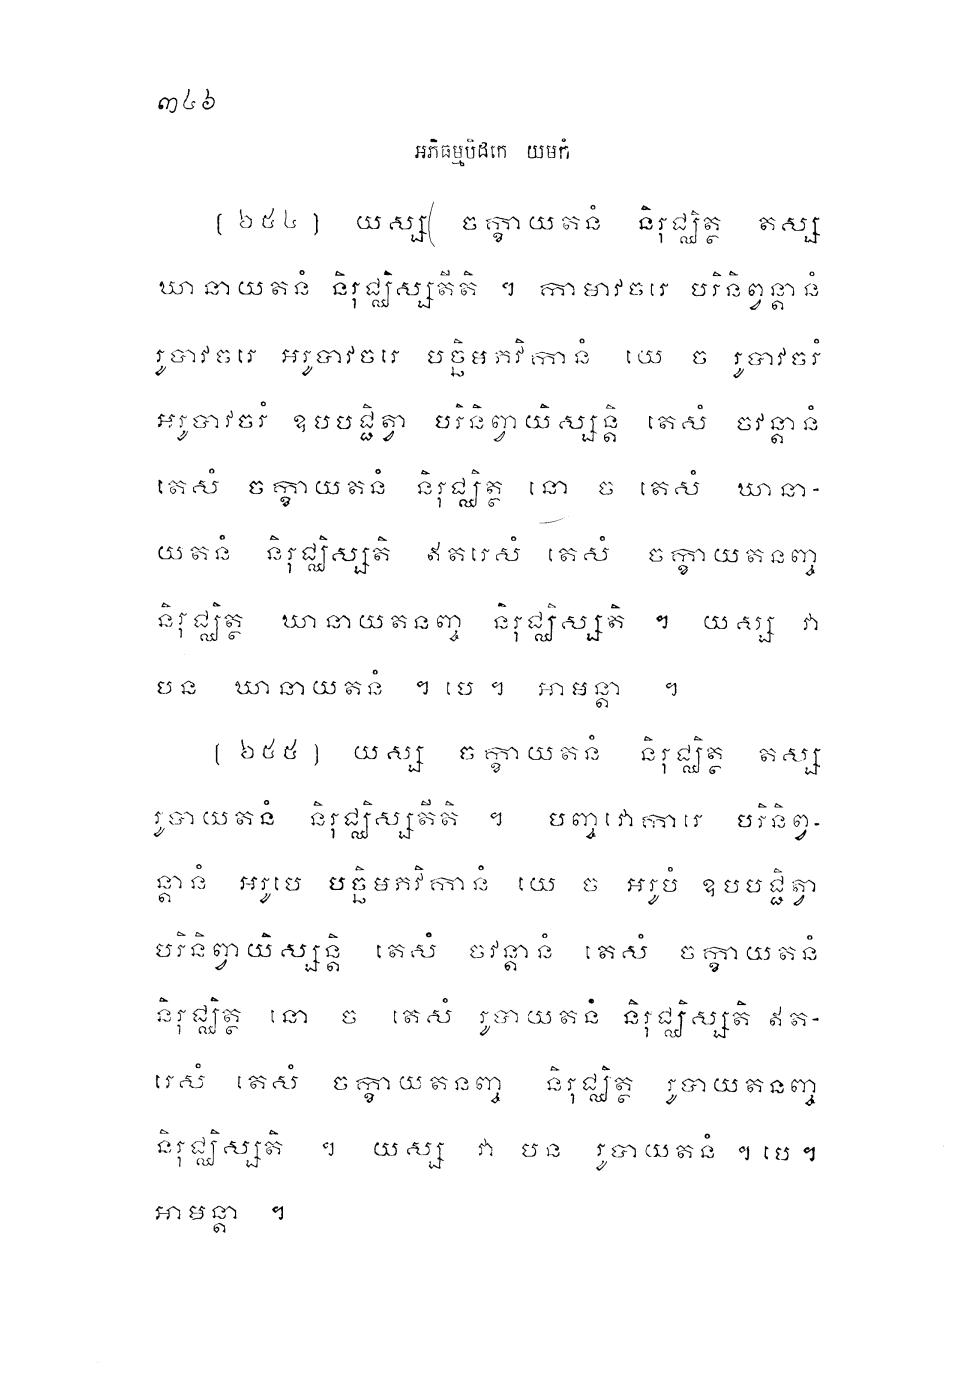 ៣៤៦
អភិធម្មបិដកេ យមកំ
[ ៦៥៤ ] យស្ស ចក្ខាយតនំ និរុជ្ឈិត្ថ តស្ស
ឃានាយតនំ និរុជ្ឈិស្សតីតិ ។ កាមាវចរេ បរិនិព្វន្តានំ
រូបាវចរេ អរូបាវចរេ បច្ឆិមភវិកានំ យេ ច រូបាវចរំ
អរូបាវចរំ ឧបបជ្ជិត្វា បរិនិព្វាយិស្សន្តិ តេសំ ចវន្តានំ
តេសំ ចក្ខាយតនំ និរុជ្ឈិត្ថ នោ ច តេសំ ឃានា-
យតនំ និរុជ្ឈិស្សតិ ឥតរេសំ តេសំ ចក្ខាយតនញ្ច
និរុជ្ឈិត្ថ ឃានាយតនញ្ច និរុជ្ឈិស្សតិ ។ យស្ស វា
បន ឃានាយតនំ ។ បេ ។ អាមន្តា ។
[ ៦៥៥ ] យស្ស ចក្ខាយតនំ និរុជ្ឈិត្ថ តស្ស
រូបាយតនំ និរុជ្ឈិស្សតីតិ ។ បញ្ចវោការេ បរិនិព្វ-
ន្តានំ អរូបេ បច្ឆិមភវិកានំ យេ ច អរូបំ ឧបបជ្ជិត្វា
បរិនិព្វាយិស្សន្តិ តេសំ ចវន្តានំ តេសំ ចក្ខាយតនំ
និរុជ្ឈិត្ថ នោ ច តេសំ រូបាយតនំ និរុជ្ឈិស្សតិ ឥត-
រេសំ តេសំ ចក្ខាយតនញ្ច និរុជ្ឈិត្ថ រូបាយតនញ្ច
និរុជ្ឈិស្សតិ ។ យស្ស វា បន រូបាយតនំ ។ បេ ។
អាមន្តា ។